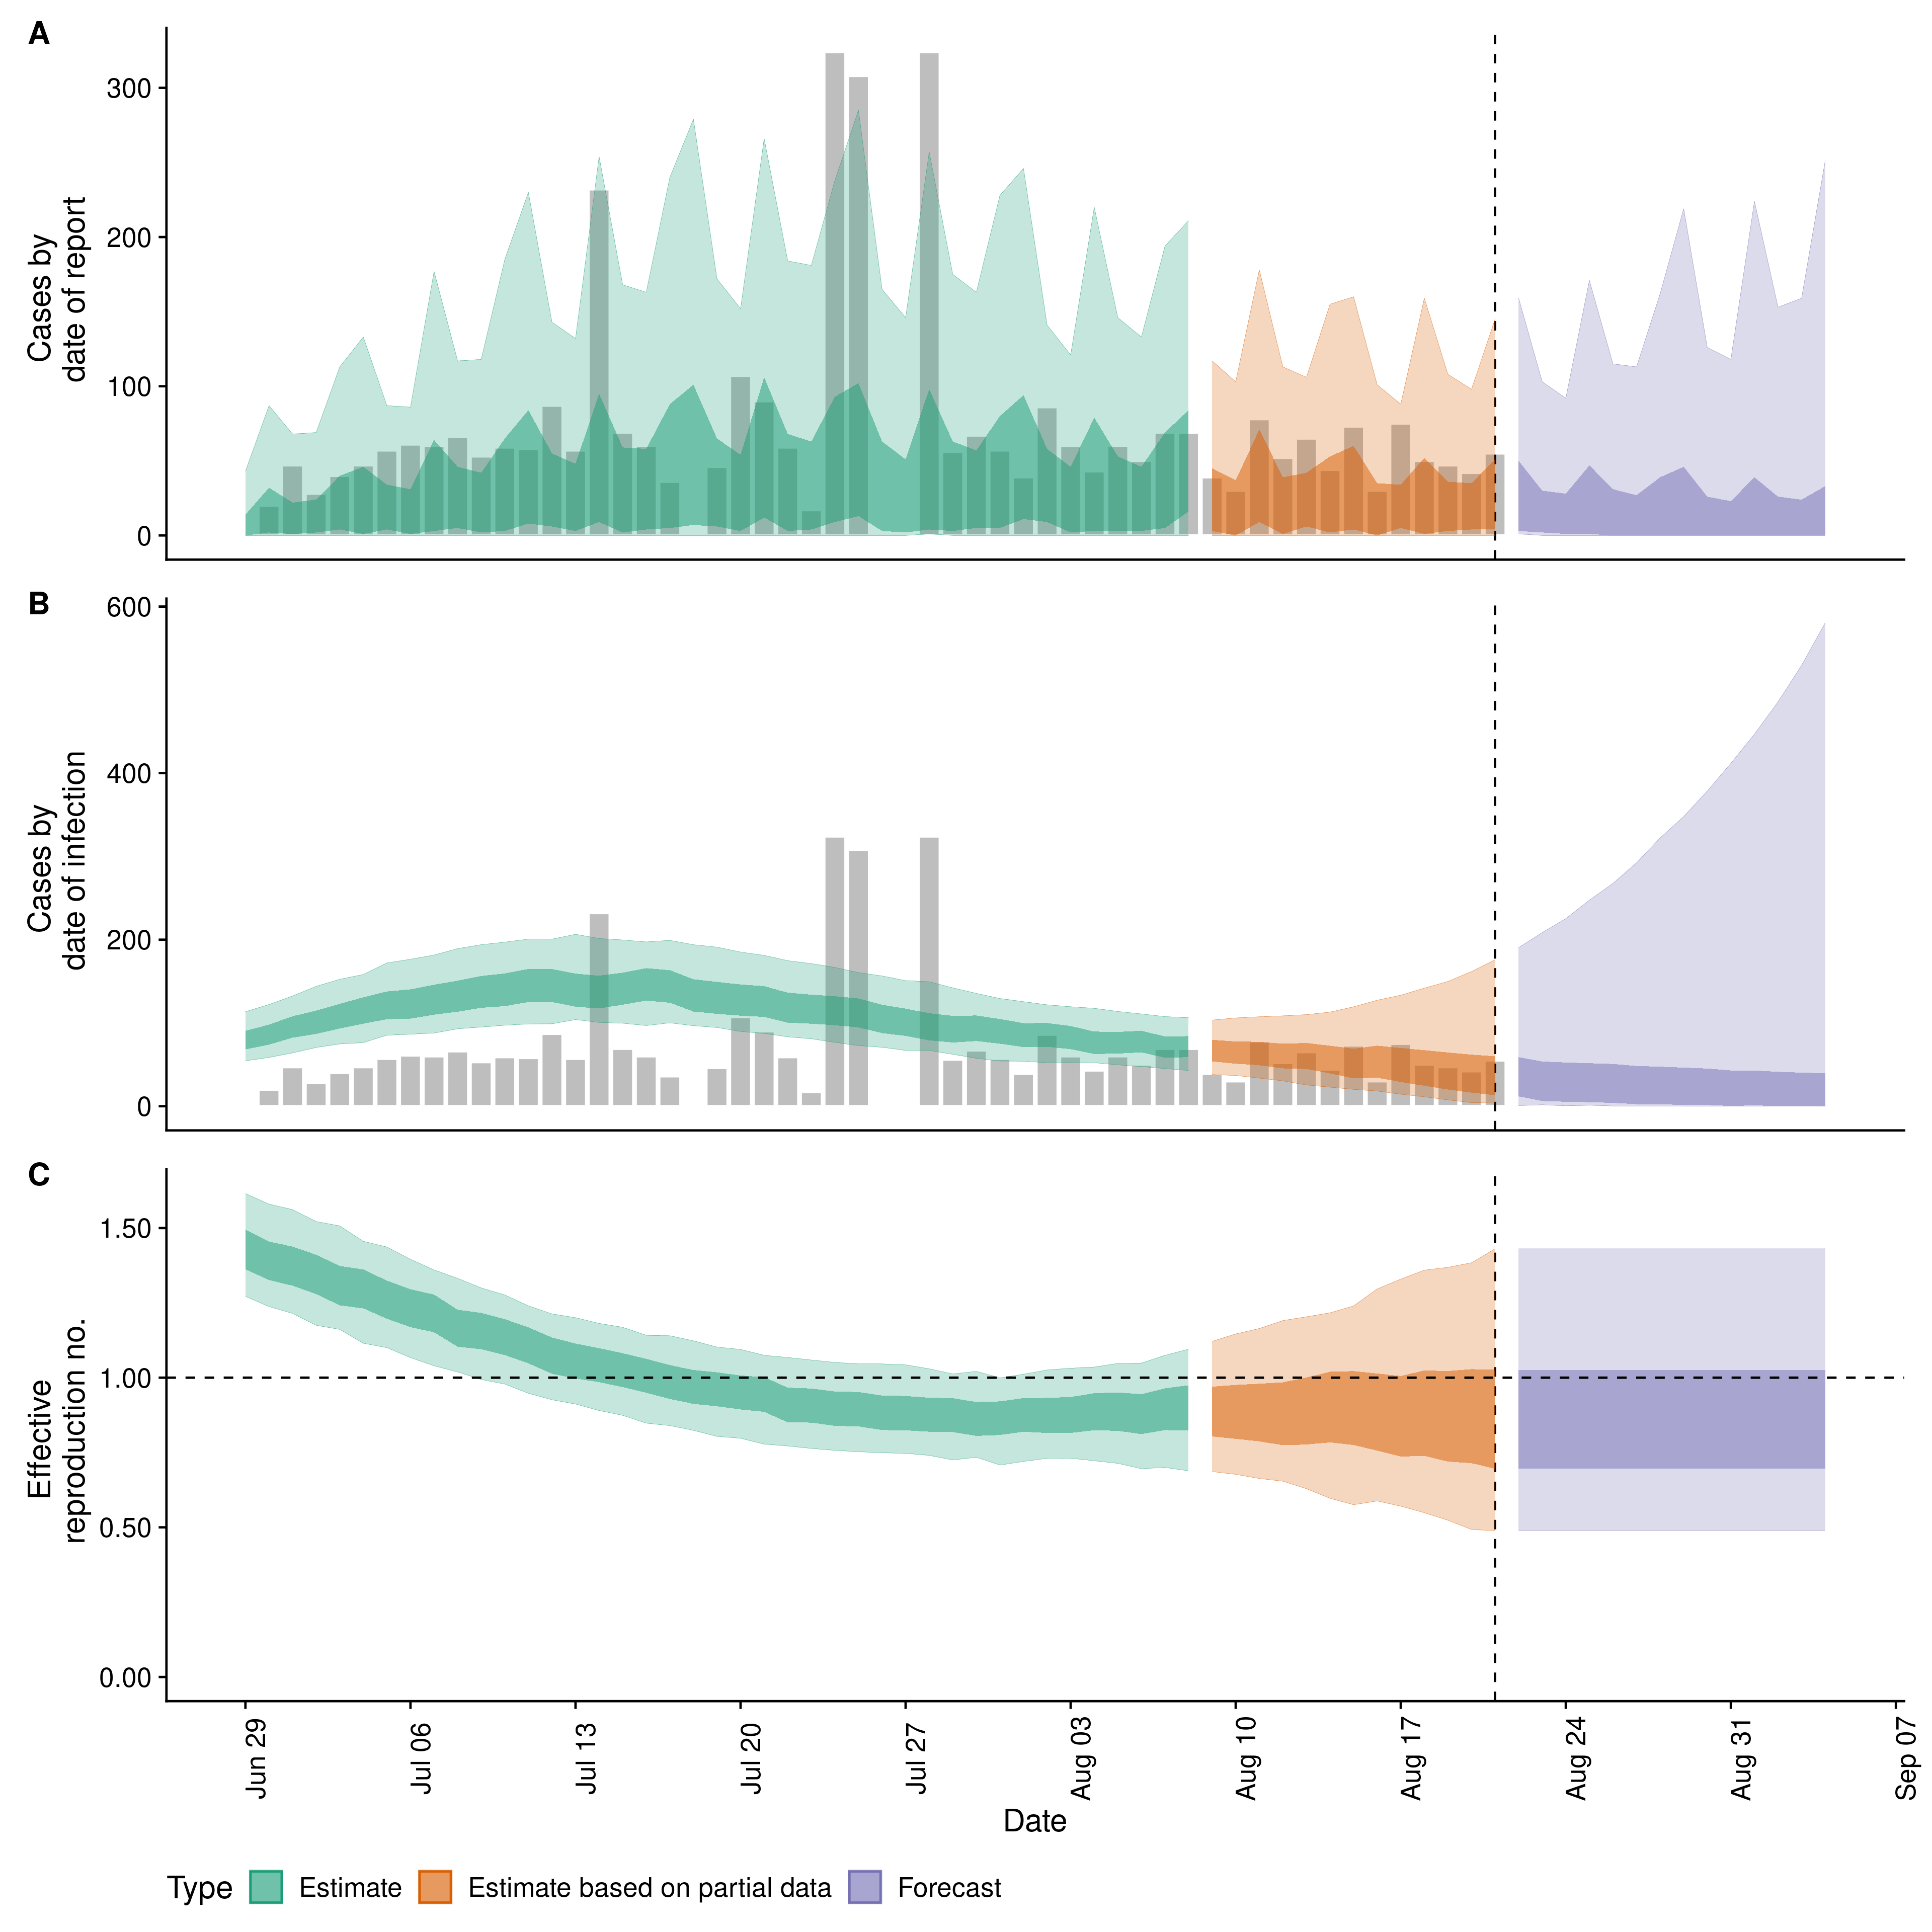 A
Cases by
date of report
300
200
100
0
B
Cases by
date of infection
600
400
200
0
C
Effective
reproduction no.
1.50
1.00
0.50
0.00
Jun 29
Jul 06
Jul 13
Jul 20
Jul 27
Aug 03
Aug 10
Aug 17
Aug 24
Aug 31
Sep 07
Date
Type Estimate Estimate based on partial data Forecast